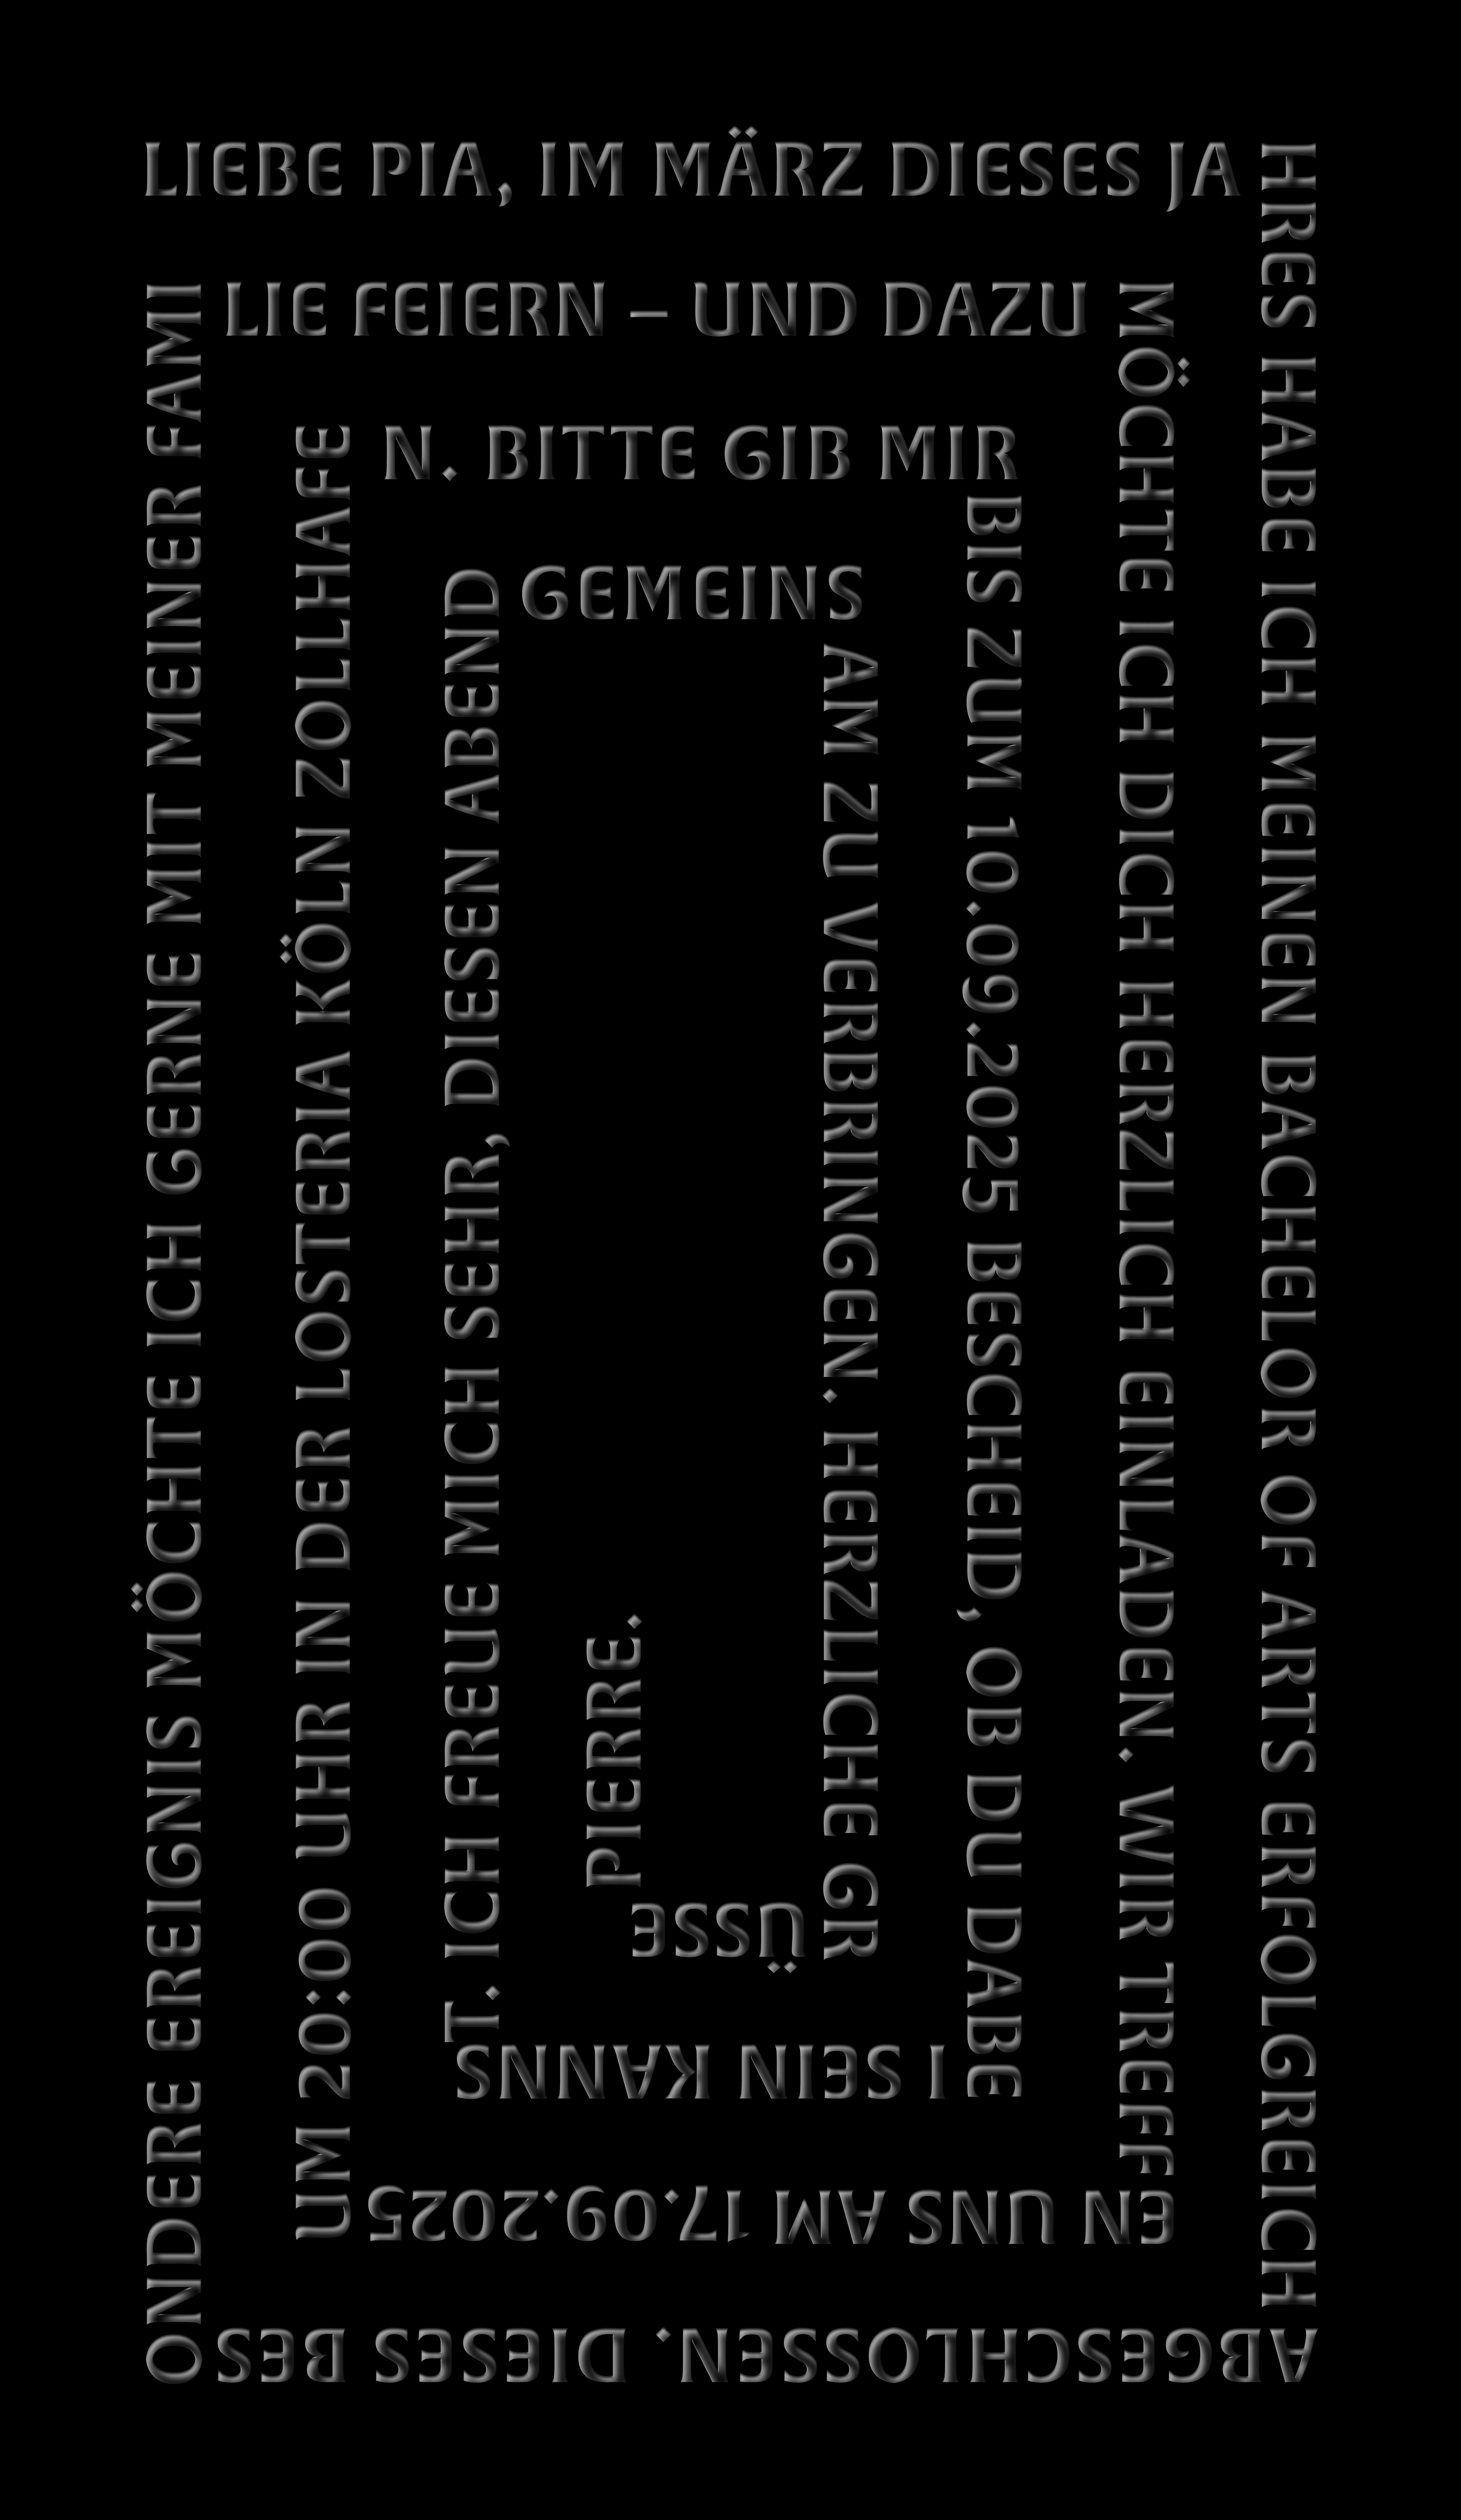 LIEBE PIA, IM MÄRZ DIESES JA
HRES HABE ICH MEINEN BACHELOR OF ARTS ERFOLGREICH
ABGESCHLOSSEN. DIESES BES
ONDERE EREIGNIS MÖCHTE ICH GERNE MIT MEINER FAMI
LIE FEIERN – UND DAZU
MÖCHTE ICH DICH HERZLICH EINLADEN. WIR TREFF
EN UNS AM 17.09.2025
UM 20:00 UHR IN DER LOSTERIA KÖLN ZOLLHAFE
N. BITTE GIB MIR
BIS ZUM 10.09.2025 BESCHEID, OB DU DABE
I SEIN KANNS
T. ICH FREUE MICH SEHR, DIESEN ABEND
GEMEINS
AM ZU VERBRINGEN. HERZLICHE GR
ÜSSE
PIERRE.